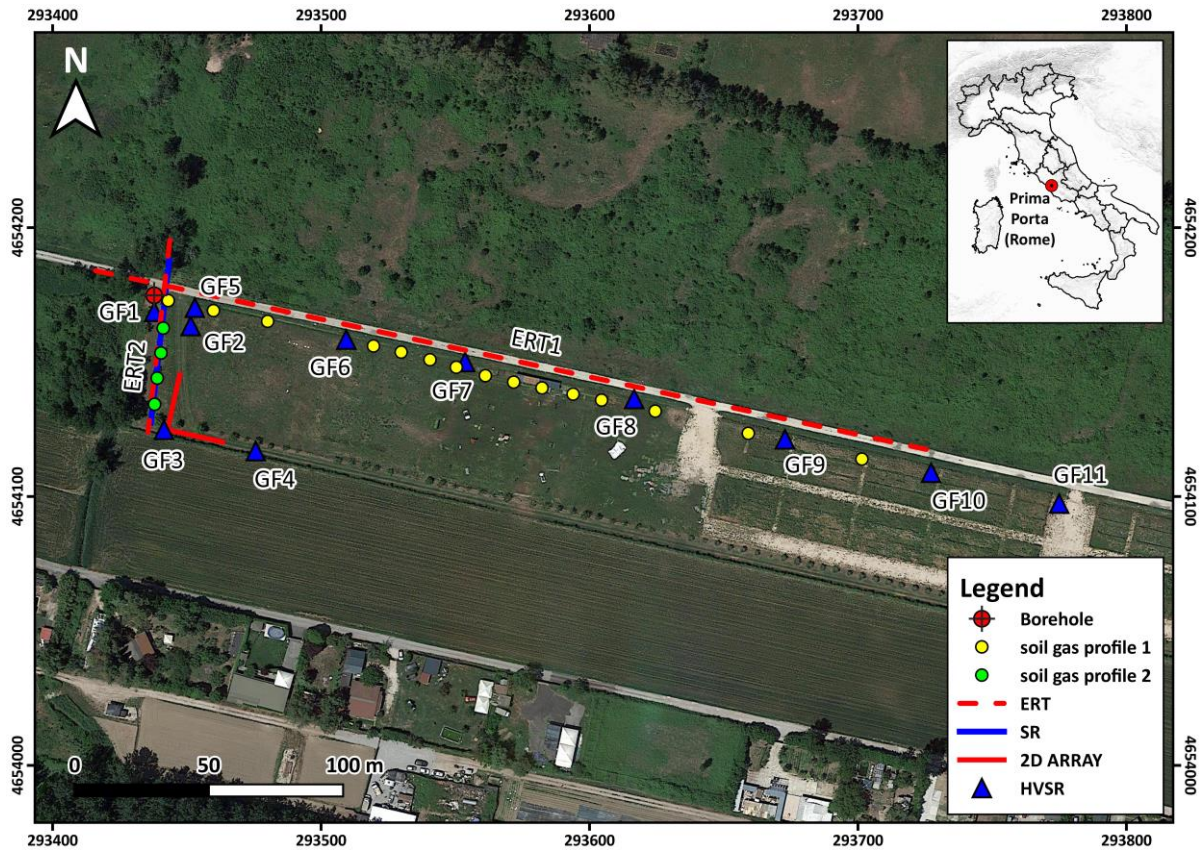 293400
293500
293600
293700
293800
N
Prima
Porta
(Rome)
4654200
4654200
GF5
GF1
GF2
ERT1
GF6
ERT2
GF7
GF8
GF3
GF4
GF9
GF10
GF11
4654100
4654100
Legend
Borehole
soil gas profile 1
soil gas profile 2
ERT
SR
2D ARRAY
HVSR
4654000
4654000
0 50 100 m
293400
293500
293600
293700
293800